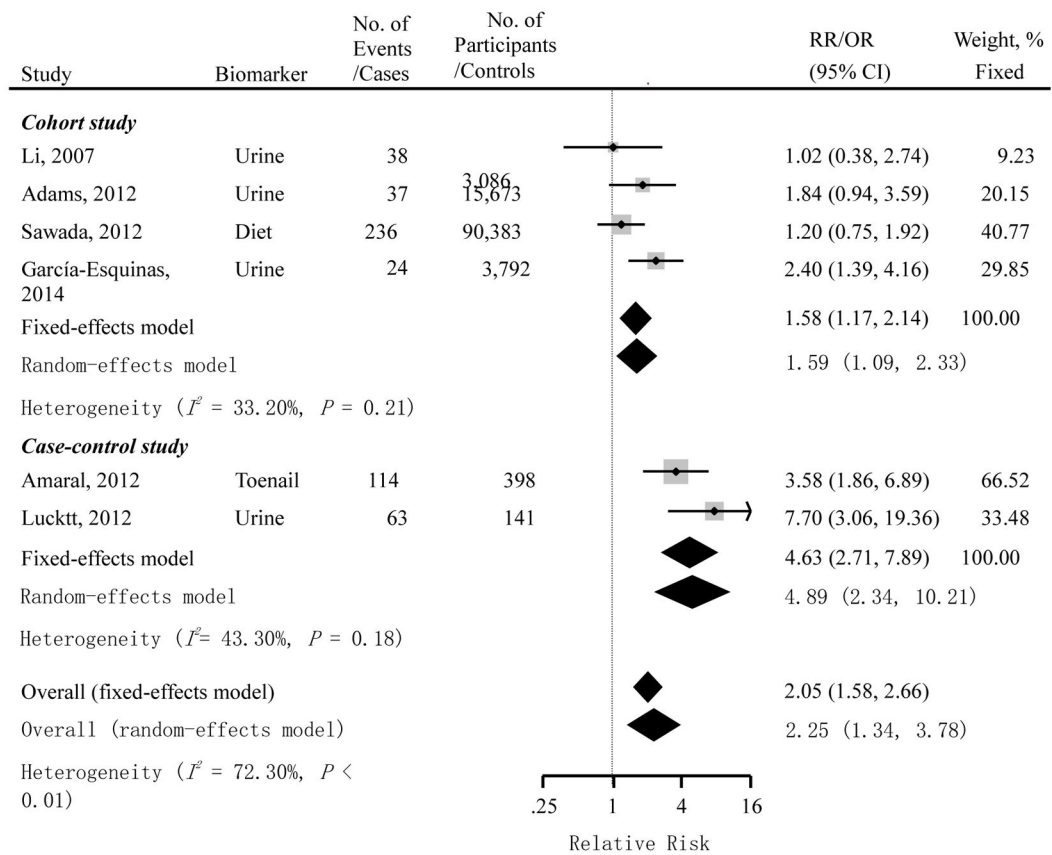 No. of Events /Cases
No. of Participants /Controls
RR/OR (95% CI)
Weight, % Fixed
Study Biomarker
Cohort study
Li, 2007 Urine 38 3,086 1.02 (0.38, 2.74) 9.23
Adams, 2012 Urine 37 15,673 1.84 (0.94, 3.59) 20.15
Sawada, 2012 Diet 236 90,383 1.20 (0.75, 1.92) 40.77
García-Esquinas, Urine 24 3,792 2.40 (1.39, 4.16) 29.85
2014
Fixed-effects model 1.58 (1.17, 2.14) 100.00
Random-effects model 1.59 (1.09, 2.33)
Heterogeneity (I² = 33.20%, P = 0.21)
Case-control study
Amaral, 2012 Toenail 114 398 3.58 (1.86, 6.89) 66.52
Lucktt, 2012 Urine 63 141 7.70 (3.06, 19.36) 33.48
Fixed-effects model 4.63 (2.71, 7.89) 100.00
Random-effects model 4.89 (2.34, 10.21)
Heterogeneity (I²= 43.30%, P = 0.18)
Overall (fixed-effects model) 2.05 (1.58, 2.66)
Overall (random-effects model) 2.25 (1.34, 3.78)
Heterogeneity (I² = 72.30%, P <
0.01)
.25 1 4 16
Relative Risk